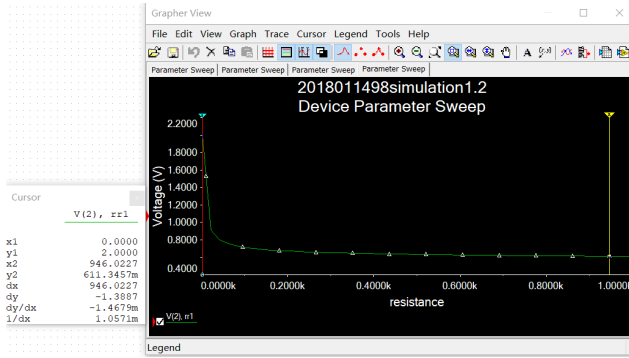 Grapher View
File Edit View Graph Trace Cursor Legend Tools Help
Parameter Sweep Parameter Sweep Parameter Sweep Parameter Sweep
2018011498simulation1.2
Device Parameter Sweep
Voltage (V)
2.2000
1.8000
1.6000
1.4000
1.2000
1.0000
0.8000
0.4000
0.0000k 0.2000k 0.4000k 0.6000k 0.8000k 1.0000
resistance
V(2), rr1
Legend
Cursor
V(2), rr1
x1 0.0000
y1 2.0000
x2 946.0227
y2 611.3457m
dx 946.0227
dy -1.3887
dy/dx -1.4679m
1/dx 1.0571m